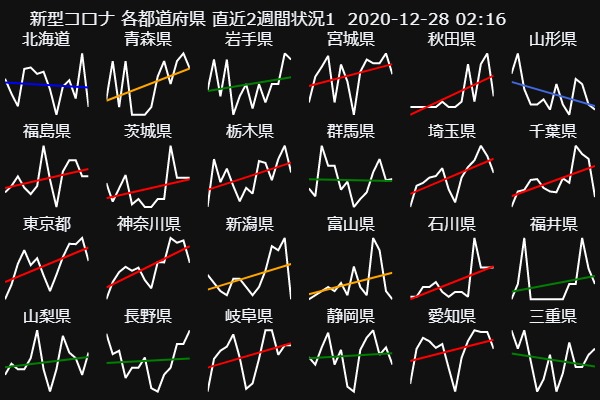 新型コロナ 各都道府県 直近2週間状況1 2020-12-28 02:16
北海道 青森県 岩手県 宮城県 秋田県 山形県
福島県 茨城県 栃木県 群馬県 埼玉県 千葉県
東京都 神奈川県 新潟県 富山県 石川県 福井県
山梨県 長野県 岐阜県 静岡県 愛知県 三重県